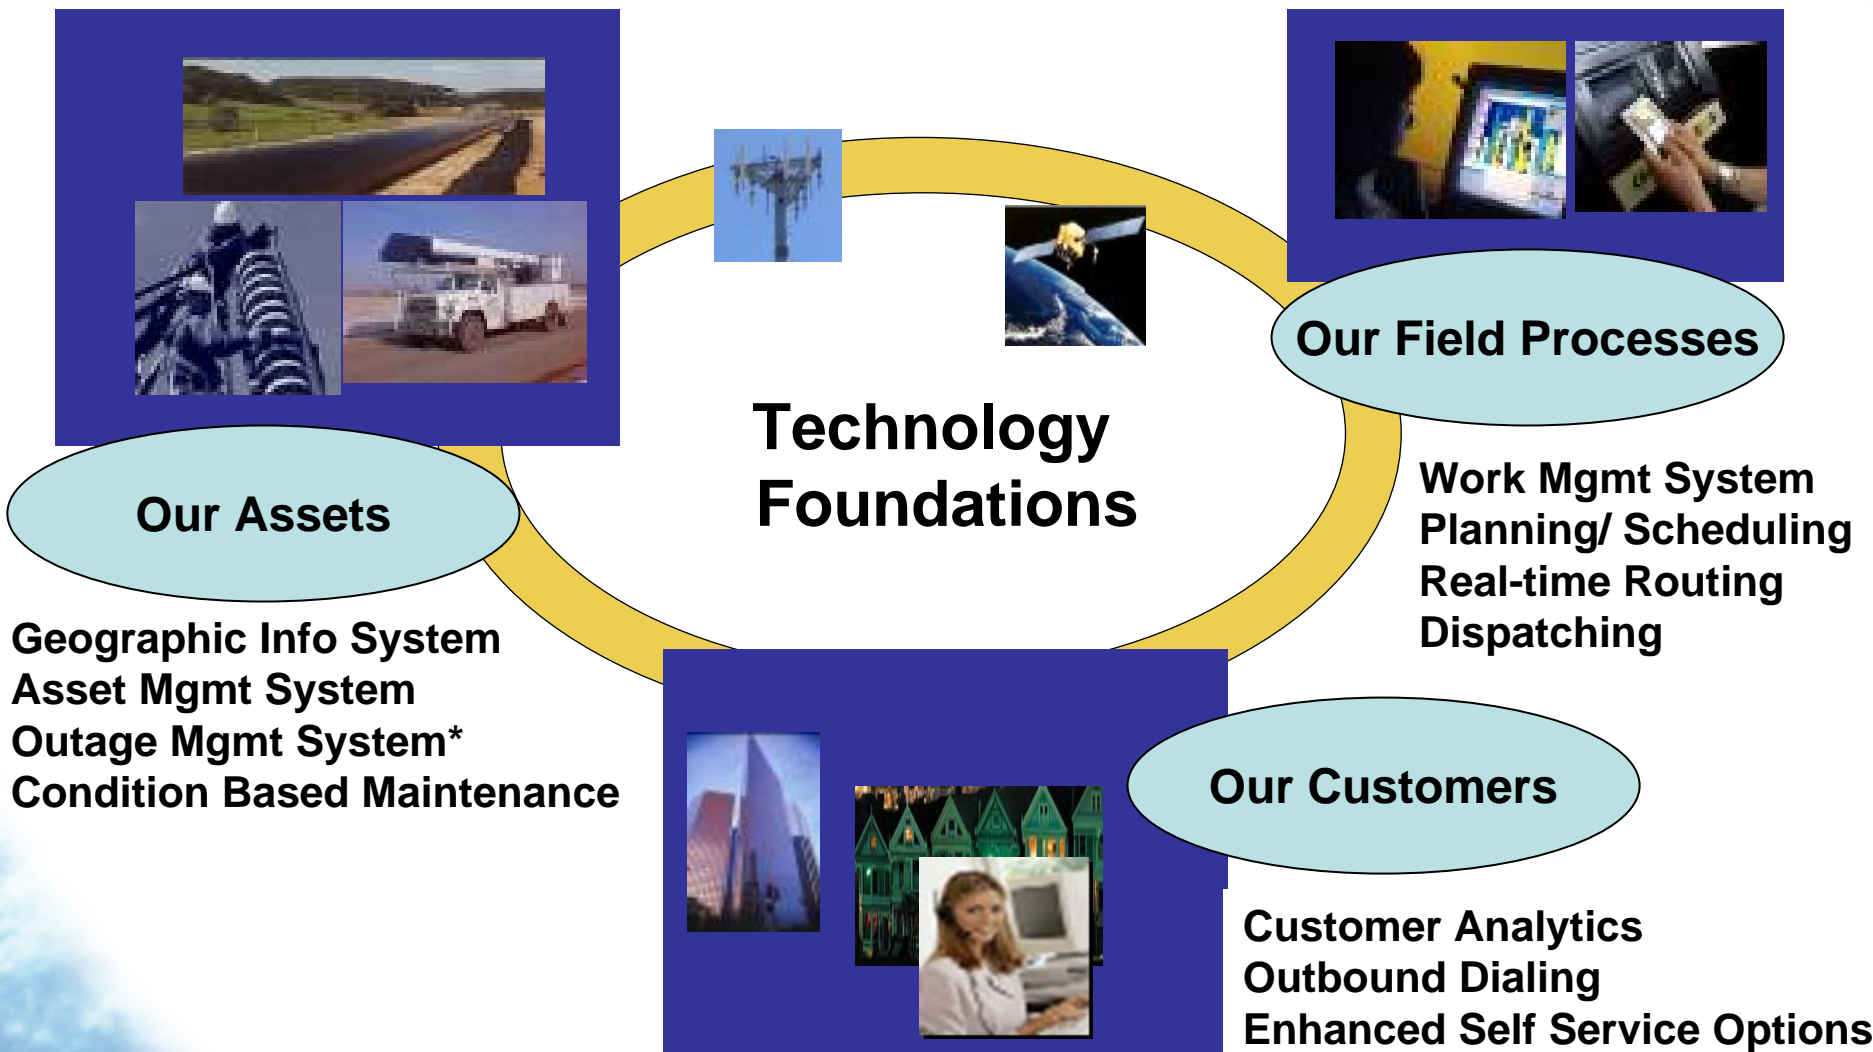 Technology
Foundations
Our Assets
Geographic Info System
Asset Mgmt System
Outage Mgmt System*
Condition Based Maintenance
Our Field Processes
Work Mgmt System
Planning/ Scheduling
Real-time Routing
Dispatching
Our Customers
Customer Analytics
Outbound Dialing
Enhanced Self Service Options